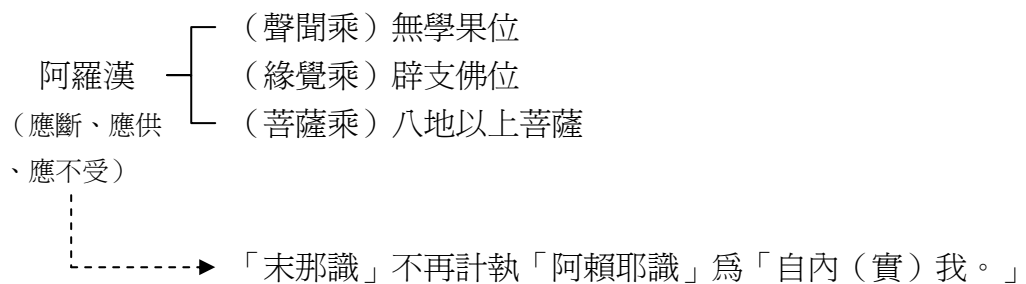 （聲聞乘）無學果位
阿羅漢 （緣覺乘）辟支佛位
（應斷、應供 （菩薩乘）八地以上菩薩
、應不受）
「末那識」不再計執「阿賴耶識」爲「自內（實）我。」